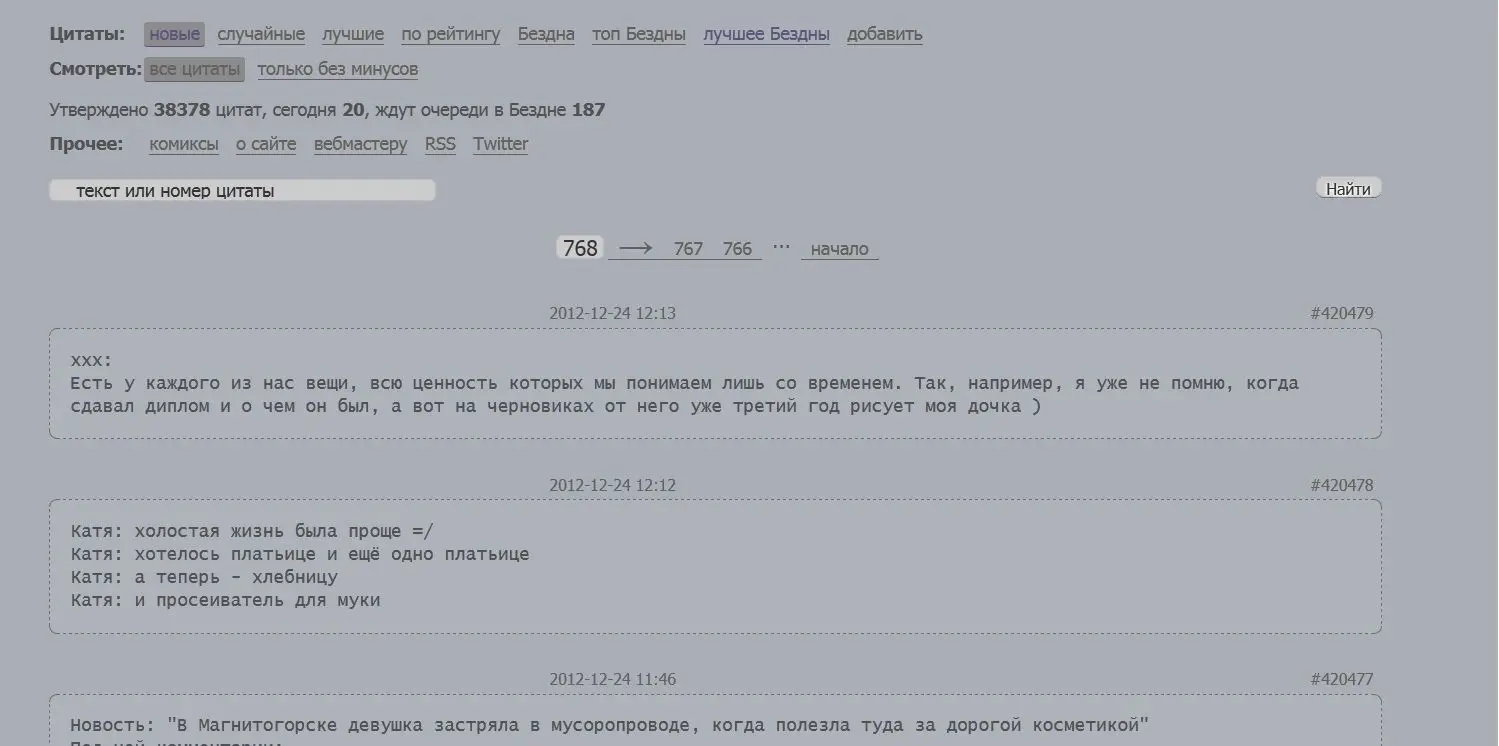 Цитаты: новые случайные лучшие по рейтингу Бездна топ Бездны лучшее Бездны добавить
Смотреть: все цитаты только без минусов
Утверждено 38378 цитат, сегодня 20, ждут очереди в Бездне 187
Прочее: комиксы о сайте вебмастеру RSS Twitter
текст или номер цитаты Найти
768 → 767 766 ... начало
2012-12-24 12:13 #420479
xxx:
Есть у каждого из нас вещи, всю ценность которых мы понимаем лишь со временем. Так, например, я уже не помню, когда
сдавал диплом и о чем он был, а вот на черновиках от него уже третий год рисует моя дочка )
2012-12-24 12:12 #420478
Катя: холостая жизнь была проще =/
Катя: хотелось платьице и ещё одно платьице
Катя: а теперь - хлебницу
Катя: и просеиватель для муки
2012-12-24 11:46 #420477
Новость: "В Магнитогорске девушка застряла в мусоропроводе, когда полезла туда за дорогой косметикой"